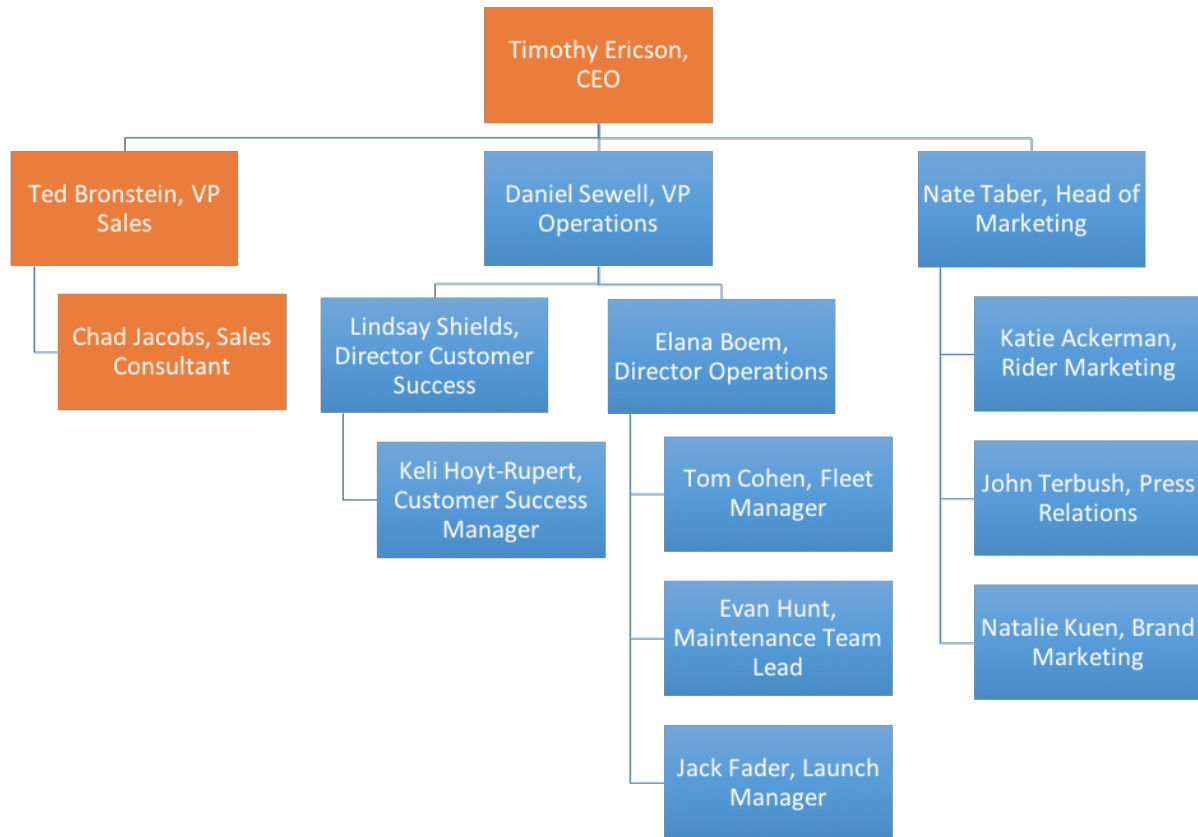 Timothy Ericson,
CEO
Ted Bronstein, VP
Sales
Daniel Sewell, VP
Operations
Nate Taber, Head of
Marketing
Chad Jacobs, Sales
Consultant
Lindsay Shields,
Director Customer
Success
Elana Boem,
Director Operations
Katie Ackerman,
Rider Marketing
Keli Hoyt-Rupert,
Customer Success
Manager
Tom Cohen, Fleet
Manager
John Terbush, Press
Relations
Evan Hunt,
Maintenance Team
Lead
Natalie Kuen, Brand
Marketing
Jack Fader, Launch
Manager